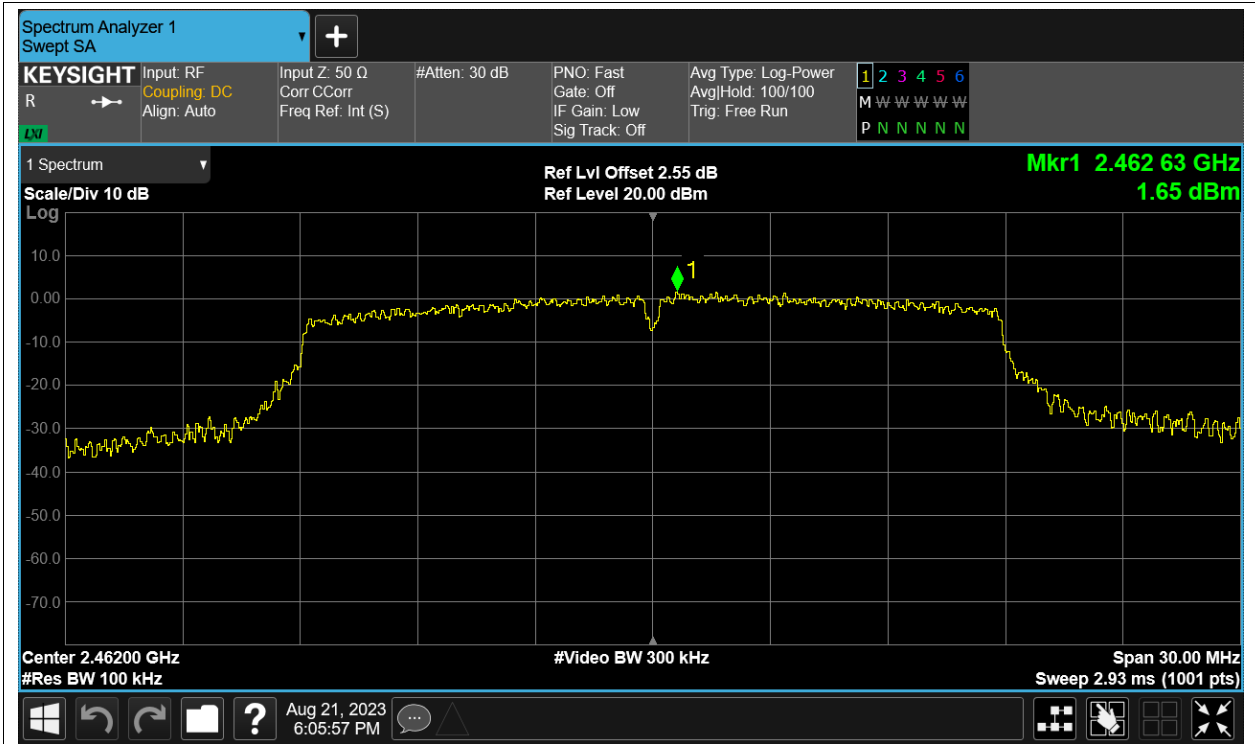 Spectrum Analyzer 1
Swept SA
KEYSIGHT
R
LXI
Input: RF
Coupling: DC
Align: Auto
Input Z: 50 Ω
Corr CCorr
Freq Ref: Int (S)
#Atten: 30 dB
PNO: Fast
Gate: Off
IF Gain: Low
Sig Track: Off
Avg Type: Log-Power
Avg|Hold: 100/100
Trig: Free Run
1 2 3 4 5 6
M W W W W W
P N N N N N
1 Spectrum
Scale/Div 10 dB
Log
Ref Lvl Offset 2.55 dB
Ref Level 20.00 dBm
Mkr1 2.462 63 GHz
1.65 dBm
1
10.0
0.00
-10.0
-20.0
-30.0
-40.0
-50.0
-60.0
-70.0
Center 2.46200 GHz
#Res BW 100 kHz
#Video BW 300 kHz
Span 30.00 MHz
Sweep 2.93 ms (1001 pts)
?
Aug 21, 2023
6:05:57 PM